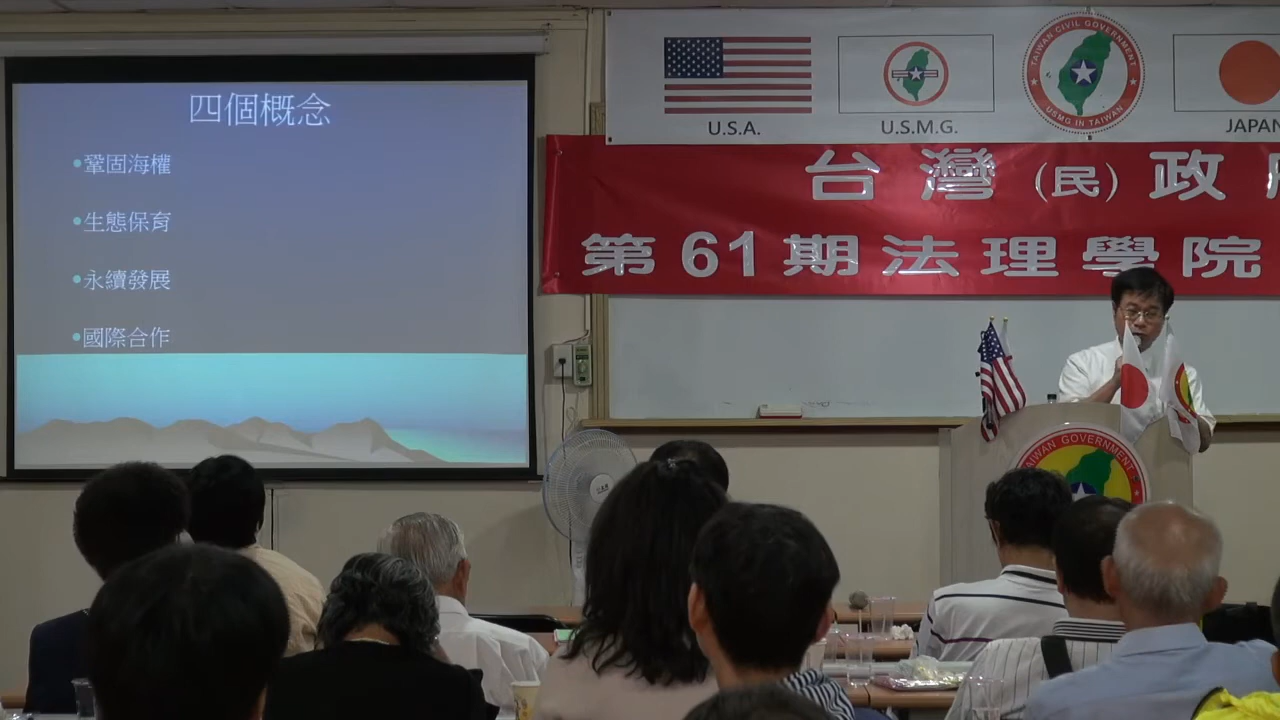 四個概念
•鞏固海權
•生態保育
•永續發展
•國際合作
U.S.A.
U.S.M.G.
TAIWAN CIVIL GOVERNMENT
USMG IN TAIWAN
JAPAN
台灣(民)政府
第61期法理學院
TAIWAN GOVERNMENT